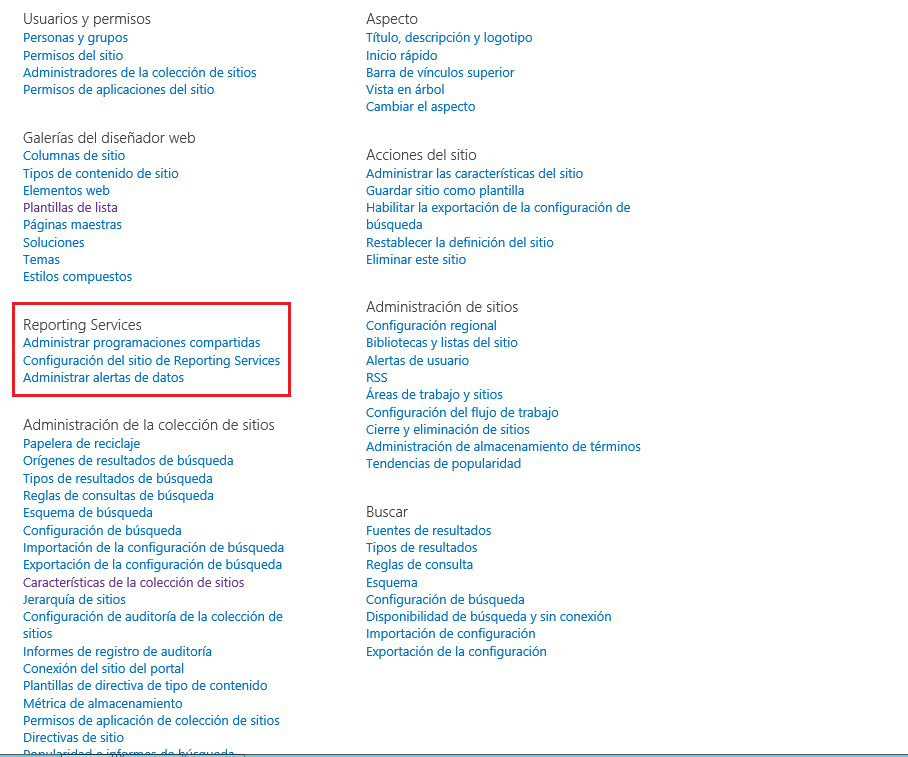 Usuarios y permisos
Personas y grupos
Permisos del sitio
Administradores de la colección de sitios
Permisos de aplicaciones del sitio
Galerías del diseñador web
Columnas de sitio
Tipos de contenido de sitio
Elementos web
Plantillas de lista
Páginas maestras
Soluciones
Temas
Estilos compuestos
Reporting Services
Administrar programaciones compartidas
Configuración del sitio de Reporting Services
Administrar alertas de datos
Administración de la colección de sitios
Papelera de reciclaje
Orígenes de resultados de búsqueda
Tipos de resultados de búsqueda
Reglas de consultas de búsqueda
Esquema de búsqueda
Configuración de búsqueda
Importación de la configuración de búsqueda
Exportación de la configuración de búsqueda
Características de la colección de sitios
Jerarquía de sitios
Configuración de auditoría de la colección de
sitios
Informes de registro de auditoría
Conexión del sitio del portal
Plantillas de directiva de tipo de contenido
Métrica de almacenamiento
Permisos de aplicación de colección de sitios
Directivas de sitio
Popularidad e informes de búsqueda
Aspecto
Título, descripción y logotipo
Inicio rápido
Barra de vínculos superior
Vista en árbol
Cambiar el aspecto
Acciones del sitio
Administrar las características del sitio
Guardar sitio como plantilla
Habilitar la exportación de la configuración de
búsqueda
Restablecer la definición del sitio
Eliminar este sitio
Administración de sitios
Configuración regional
Bibliotecas y listas del sitio
Alertas de usuario
RSS
Áreas de trabajo y sitios
Configuración del flujo de trabajo
Cierre y eliminación de sitios
Administración de almacenamiento de términos
Tendencias de popularidad
Buscar
Fuentes de resultados
Tipos de resultados
Reglas de consulta
Esquema
Configuración de búsqueda
Disponibilidad de búsqueda y sin conexión
Importación de configuración
Exportación de la configuración